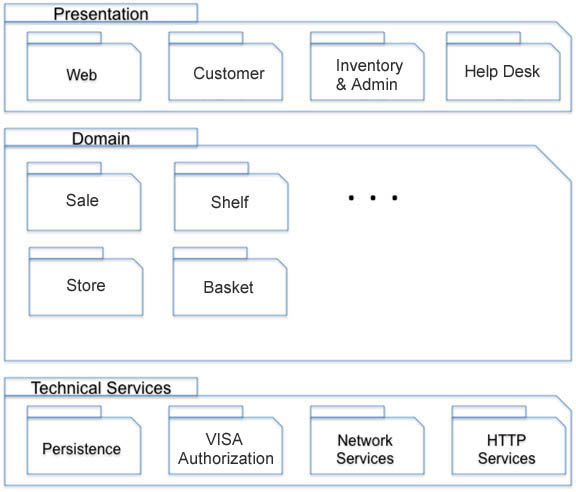 Presentation
Web
Customer
Inventory
& Admin
Help Desk
Domain
Sale
Shelf
. . .
Store
Basket
Technical Services
Persistence
VISA
Authorization
Network
Services
HTTP
Services